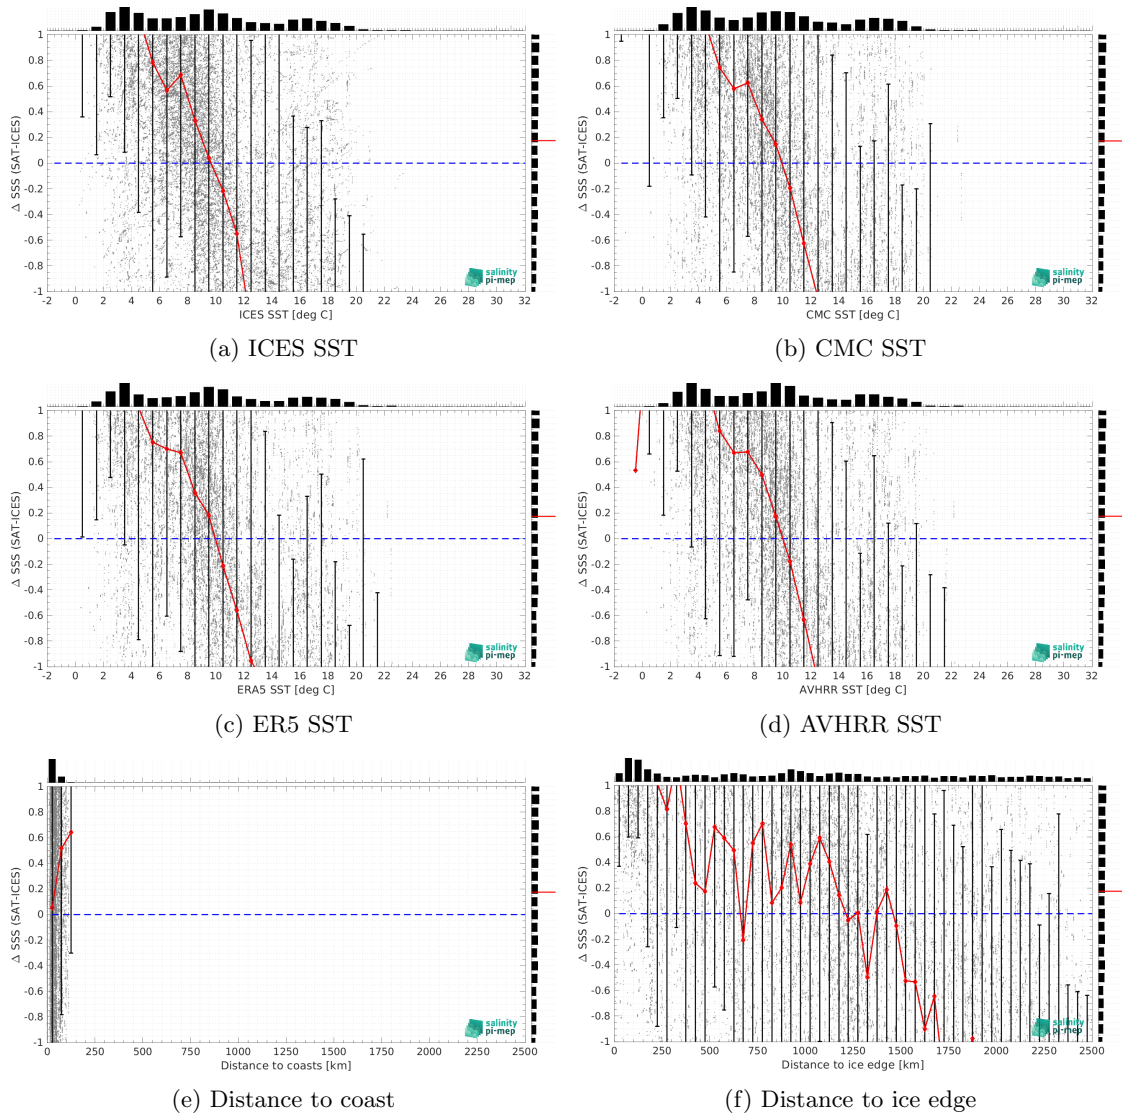 1
0.8
0.6
0.4
0.2
0
-0.2
-0.4
-0.6
-0.8
-1
Δ SSS (SAT-ICES)
-2 0 2 4 6 8 10 12 14 16 18 20 22 24 26 28 30 32
ICES SST [deg C]
salinity
pi-mep
(a) ICES SST
1
0.8
0.6
0.4
0.2
0
-0.2
-0.4
-0.6
-0.8
-1
Δ SSS (SAT-ICES)
-2 0 2 4 6 8 10 12 14 16 18 20 22 24 26 28 30 32
CMC SST [deg C]
salinity
pi-mep
(b) CMC SST
1
0.8
0.6
0.4
0.2
0
-0.2
-0.4
-0.6
-0.8
-1
Δ SSS (SAT-ICES)
-2 0 2 4 6 8 10 12 14 16 18 20 22 24 26 28 30 32
ERA5 SST [deg C]
salinity
pi-mep
(c) ER5 SST
1
0.8
0.6
0.4
0.2
0
-0.2
-0.4
-0.6
-0.8
-1
Δ SSS (SAT-ICES)
-2 0 2 4 6 8 10 12 14 16 18 20 22 24 26 28 30 32
AVHRR SST [deg C]
salinity
pi-mep
(d) AVHRR SST
1
0.8
0.6
0.4
0.2
0
-0.2
-0.4
-0.6
-0.8
-1
Δ SSS (SAT-ICES)
0 250 500 750 1000 1250 1500 1750 2000 2250 2500
Distance to coasts [km]
salinity
pi-mep
(e) Distance to coast
1
0.8
0.6
0.4
0.2
0
-0.2
-0.4
-0.6
-0.8
-1
Δ SSS (SAT-ICES)
0 250 500 750 1000 1250 1500 1750 2000 2250 2500
Distance to ice edge [km]
salinity
pi-mep
(f) Distance to ice edge